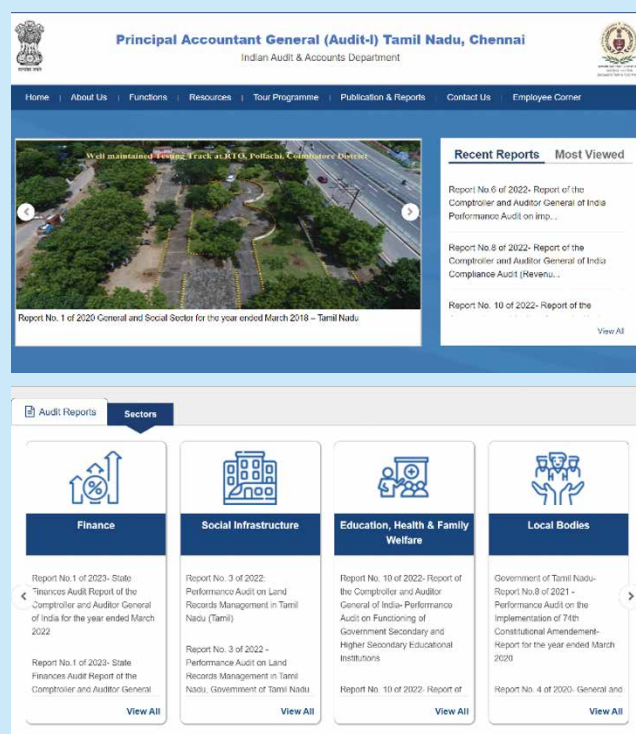 Principal Accountant General (Audit-I) Tamil Nadu, Chennai
Indian Audit & Accounts Department
Home | About Us | Functions | Resources | Tour Programme | Publication & Reports | Contact Us | Employee Corner
Well maintained Testing Track at RTO, Pollachi, Coimbatore District
Report No. 1 of 2020 General and Social Sector for the year ended March 2018 – Tamil Nadu
Recent Reports Most Viewed
Report No.6 of 2022- Report of the
Comptroller and Auditor General of India
Performance Audit on imp...
Report No.8 of 2022- Report of the
Comptroller and Auditor General of India
Compliance Audit (Revenu...
Report No. 10 of 2022- Report of the
View All
Audit Reports
Sectors
Finance
Report No.1 of 2023- State
Finances Audit Report of the
Comptroller and Auditor General
of India for the year ended March
2022
Report No.1 of 2023- State
Finances Audit Report of the
Comptroller and Auditor General
View All
Social Infrastructure
Report No. 3 of 2022:
Performance Audit on Land
Records Management in Tamil
Nadu (Tamil)
Report No. 3 of 2022 -
Performance Audit on Land
Records Management in Tamil
Nadu, Government of Tamil Nadu
View All
Education, Health & Family
Welfare
Report No. 10 of 2022- Report of
the Comptroller and Auditor
General of India- Performance
Audit on Functioning of
Government Secondary and
Higher Secondary Educational
Institutions
Report No. 10 of 2022- Report of
View All
Local Bodies
Government of Tamil Nadu-
Report No.8 of 2021 -
Performance Audit on the
Implementation of 74th
Constitutional Amendement-
Report for the year ended March
2020
Report No. 4 of 2020- General and
View All